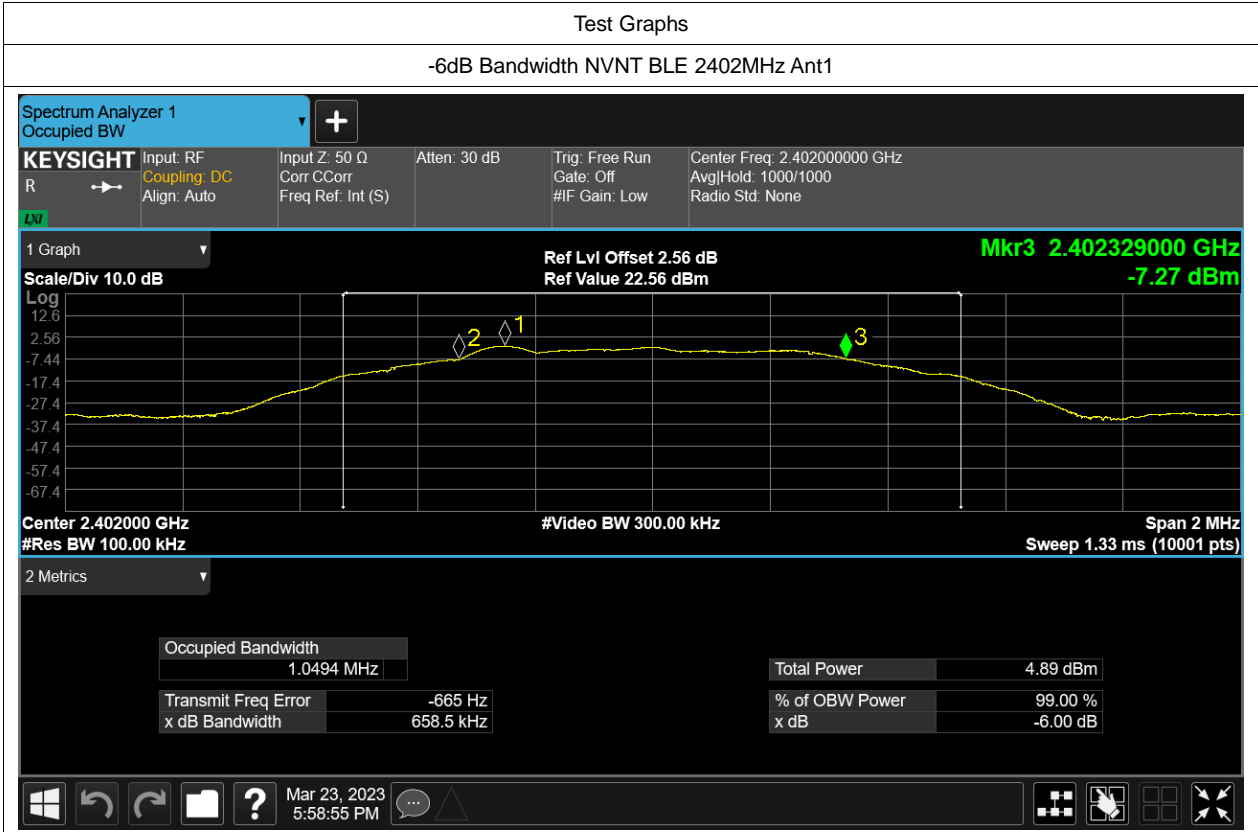 Test Graphs
-6dB Bandwidth NVNT BLE 2402MHz Ant1
Spectrum Analyzer 1
Occupied BW
KEYSIGHT
R
LXI
Input: RF
Coupling: DC
Align: Auto
Input Z: 50 Ω
Corr CCorr
Freq Ref: Int (S)
Atten: 30 dB
Trig: Free Run
Gate: Off
#IF Gain: Low
Center Freq: 2.402000000 GHz
Avg|Hold: 1000/1000
Radio Std: None
1 Graph
Scale/Div 10.0 dB
Ref Lvl Offset 2.56 dB
Ref Value 22.56 dBm
Mkr3 2.402329000 GHz
-7.27 dBm
Log
12.6
2.56
-7.44
-17.4
-27.4
-37.4
-47.4
-57.4
-67.4
2
1
3
Center 2.402000 GHz
#Res BW 100.00 kHz
#Video BW 300.00 kHz
Span 2 MHz
Sweep 1.33 ms (10001 pts)
2 Metrics
Occupied Bandwidth
1.0494 MHz
Transmit Freq Error -665 Hz
x dB Bandwidth 658.5 kHz
Total Power 4.89 dBm
% of OBW Power 99.00 %
x dB -6.00 dB
?
Mar 23, 2023
5:58:55 PM